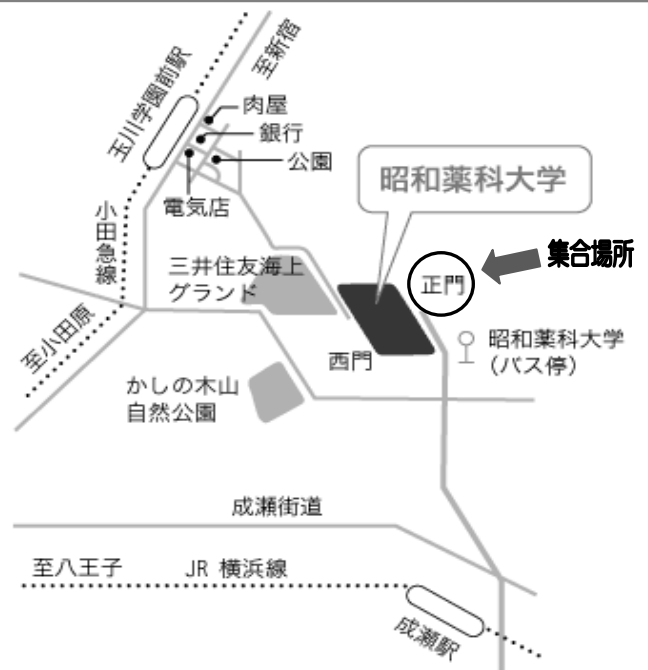 至新宿
玉川学園前駅
肉屋
銀行
公園
電気店
昭和薬科大学
小田急線
三井住友海上
グランド
正門
集合場所
至小田原
西門
昭和薬科大学
（バス停）
かしの木山
自然公園
成瀬街道
至八王子
JR 横浜線
成瀬駅